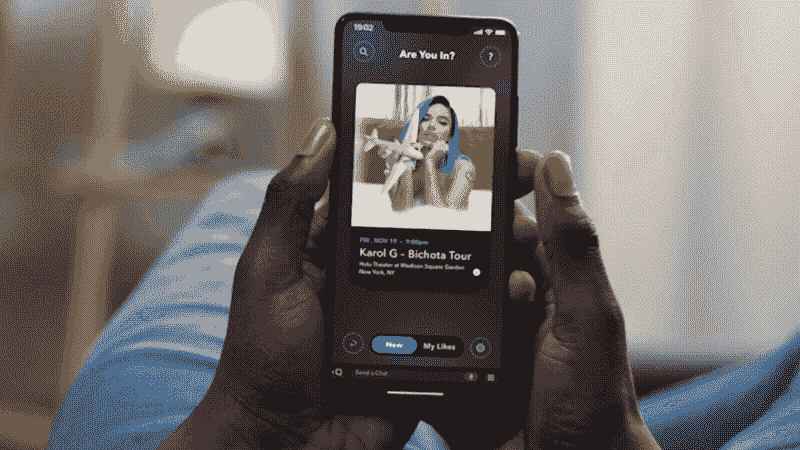 19:02
Are You In?
?
FRI, NOV 19 • 9:00pm
Karol G - Bichota Tour
Hulu Theater at Madison Square Garden
New York, NY
New
My Likes
Send a Chat